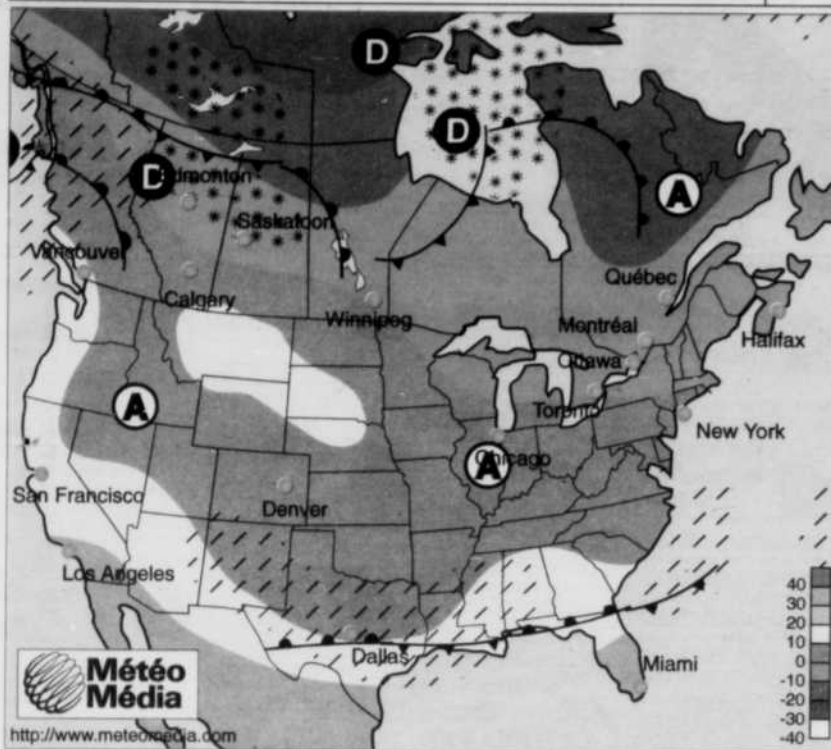 D
D
D
Edmonton
A
Saskatoon
Vancouver
Québec
Calgary
Winnipeg
Montréal
Halifax
Ottawa
A
Toronto
New York
Chicago
A
San Francisco
Denver
Los Angeles
40
30
20
10
0
-10
-20
-30
-40
Dallas
Miami
Météo
Média
http://www.meteomedia.com